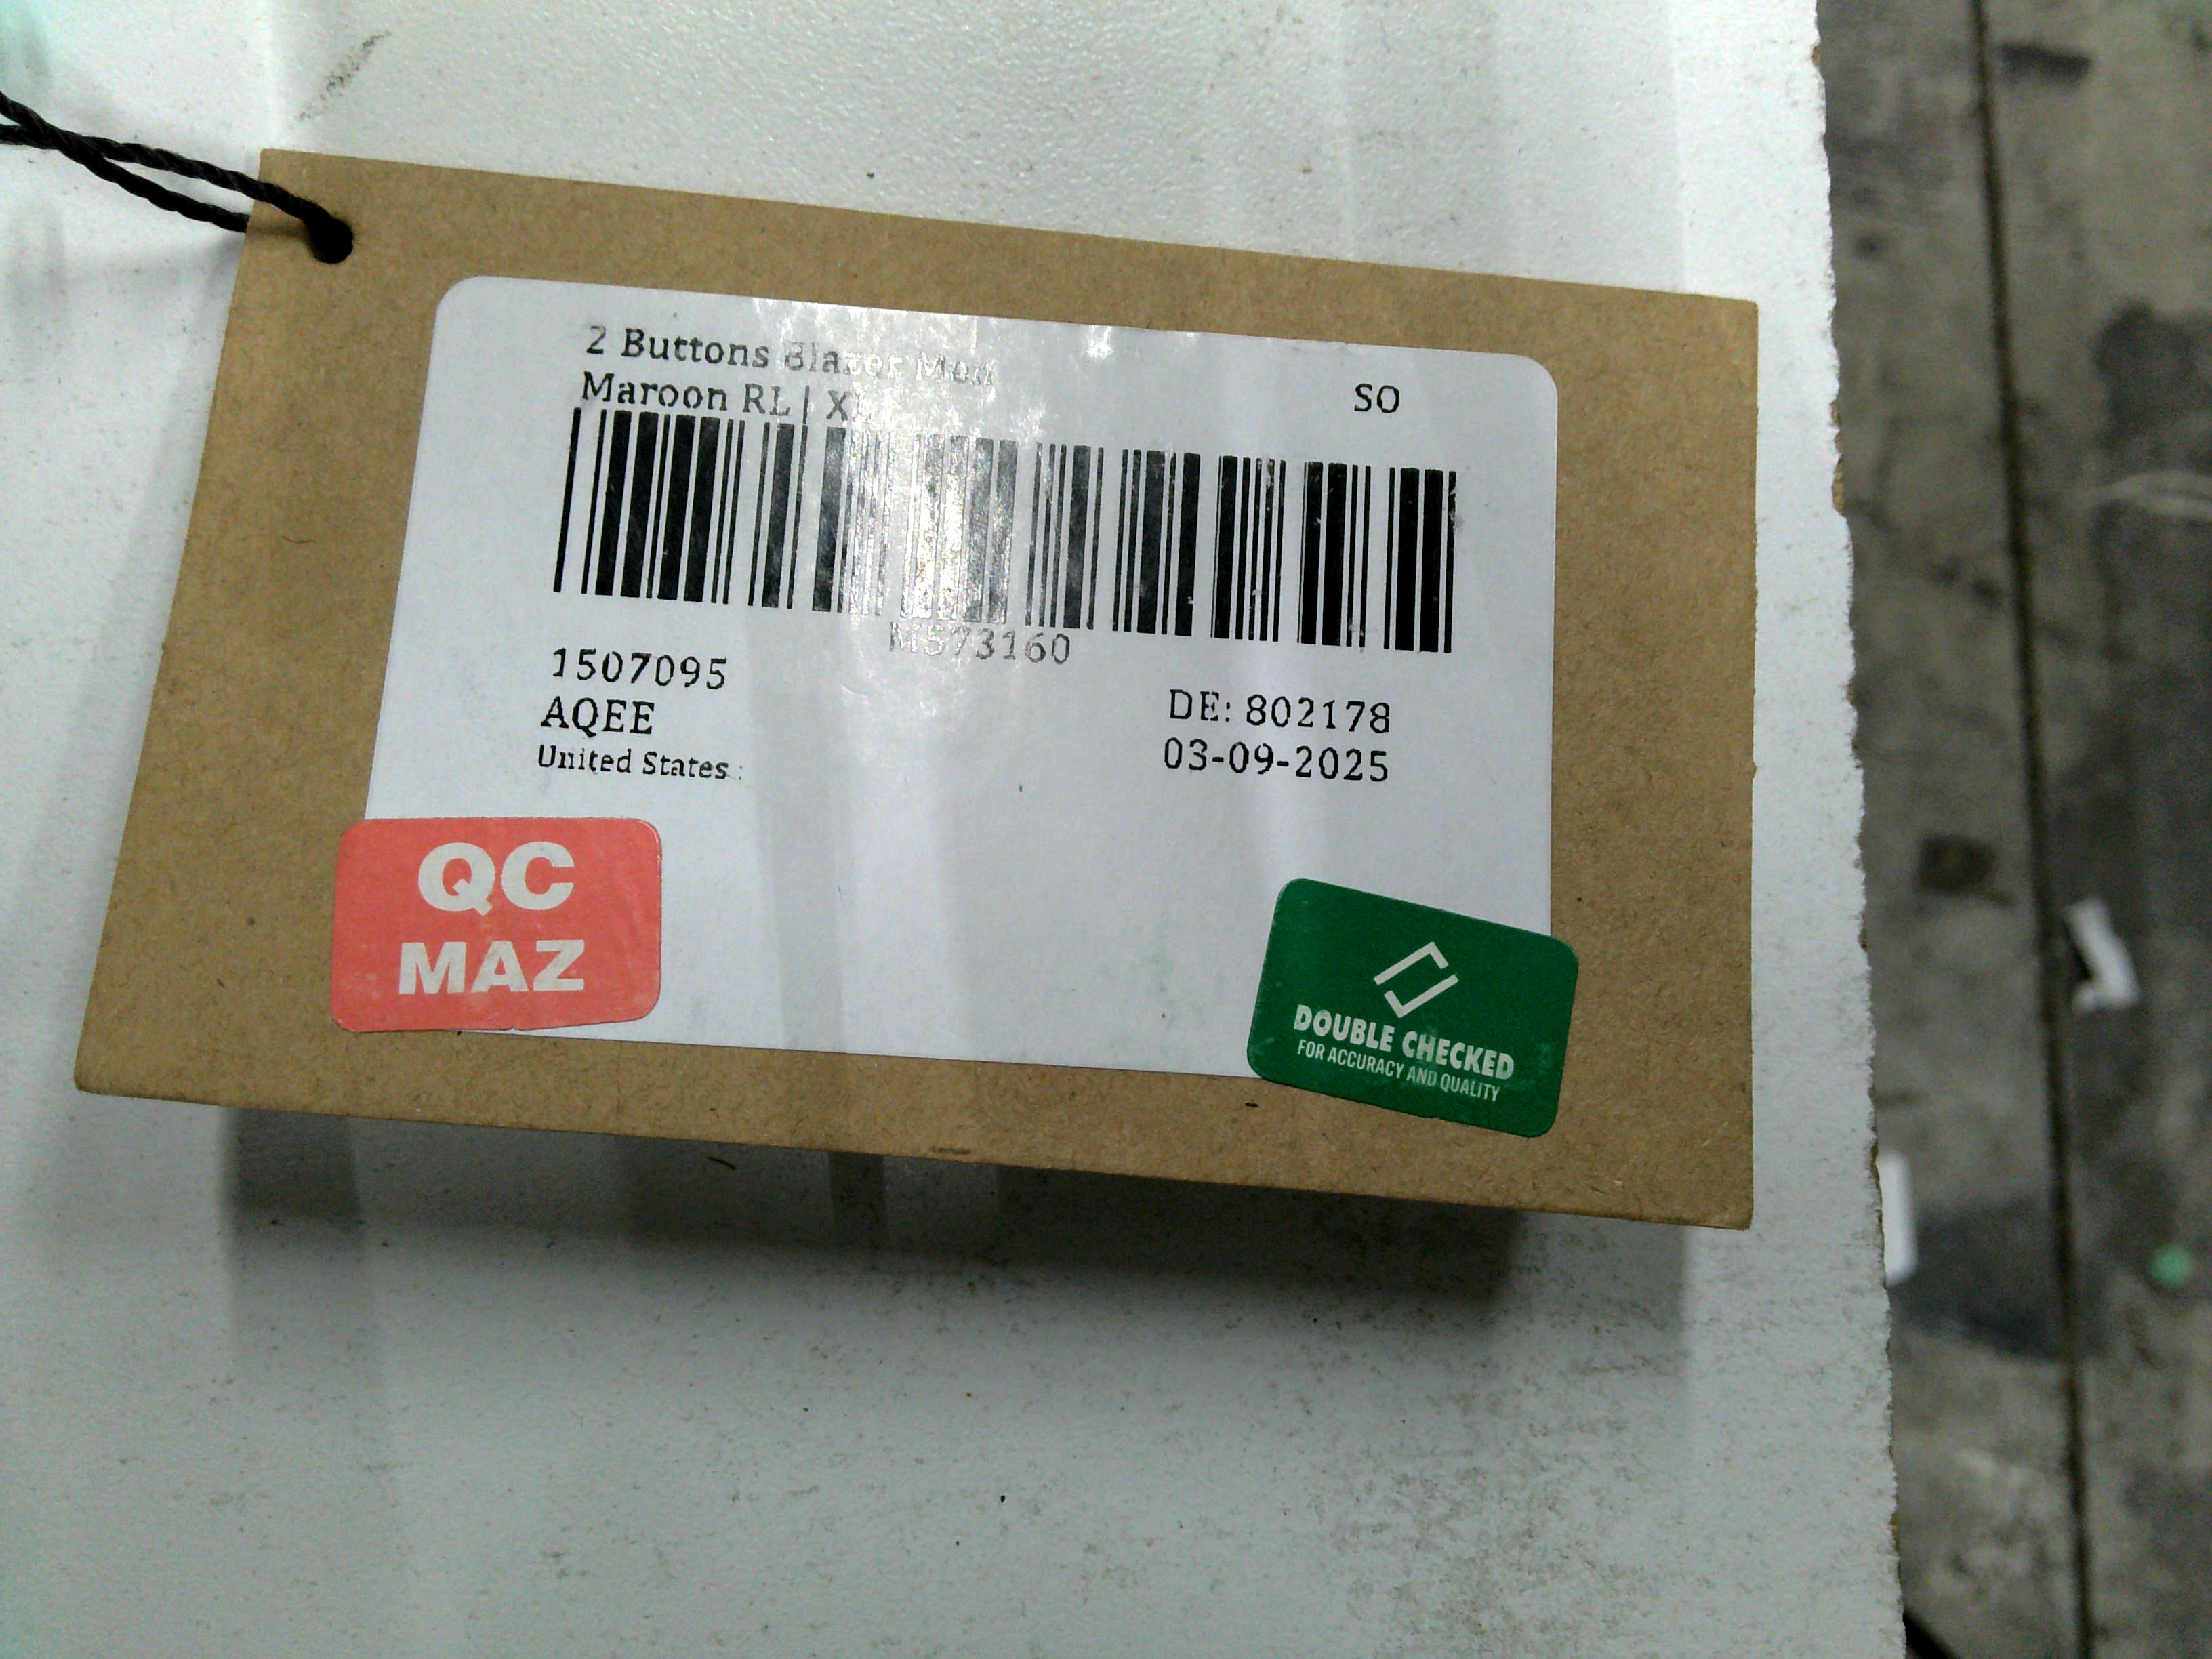 2 Buttons Blazer Men
Maroon RL |
SO
M573160
1507095
AQEE
United States :
DE: 802178
03-09-2025
QC
MAZ
DOUBLE CHECKED
FOR ACCURACY AND QUALITY